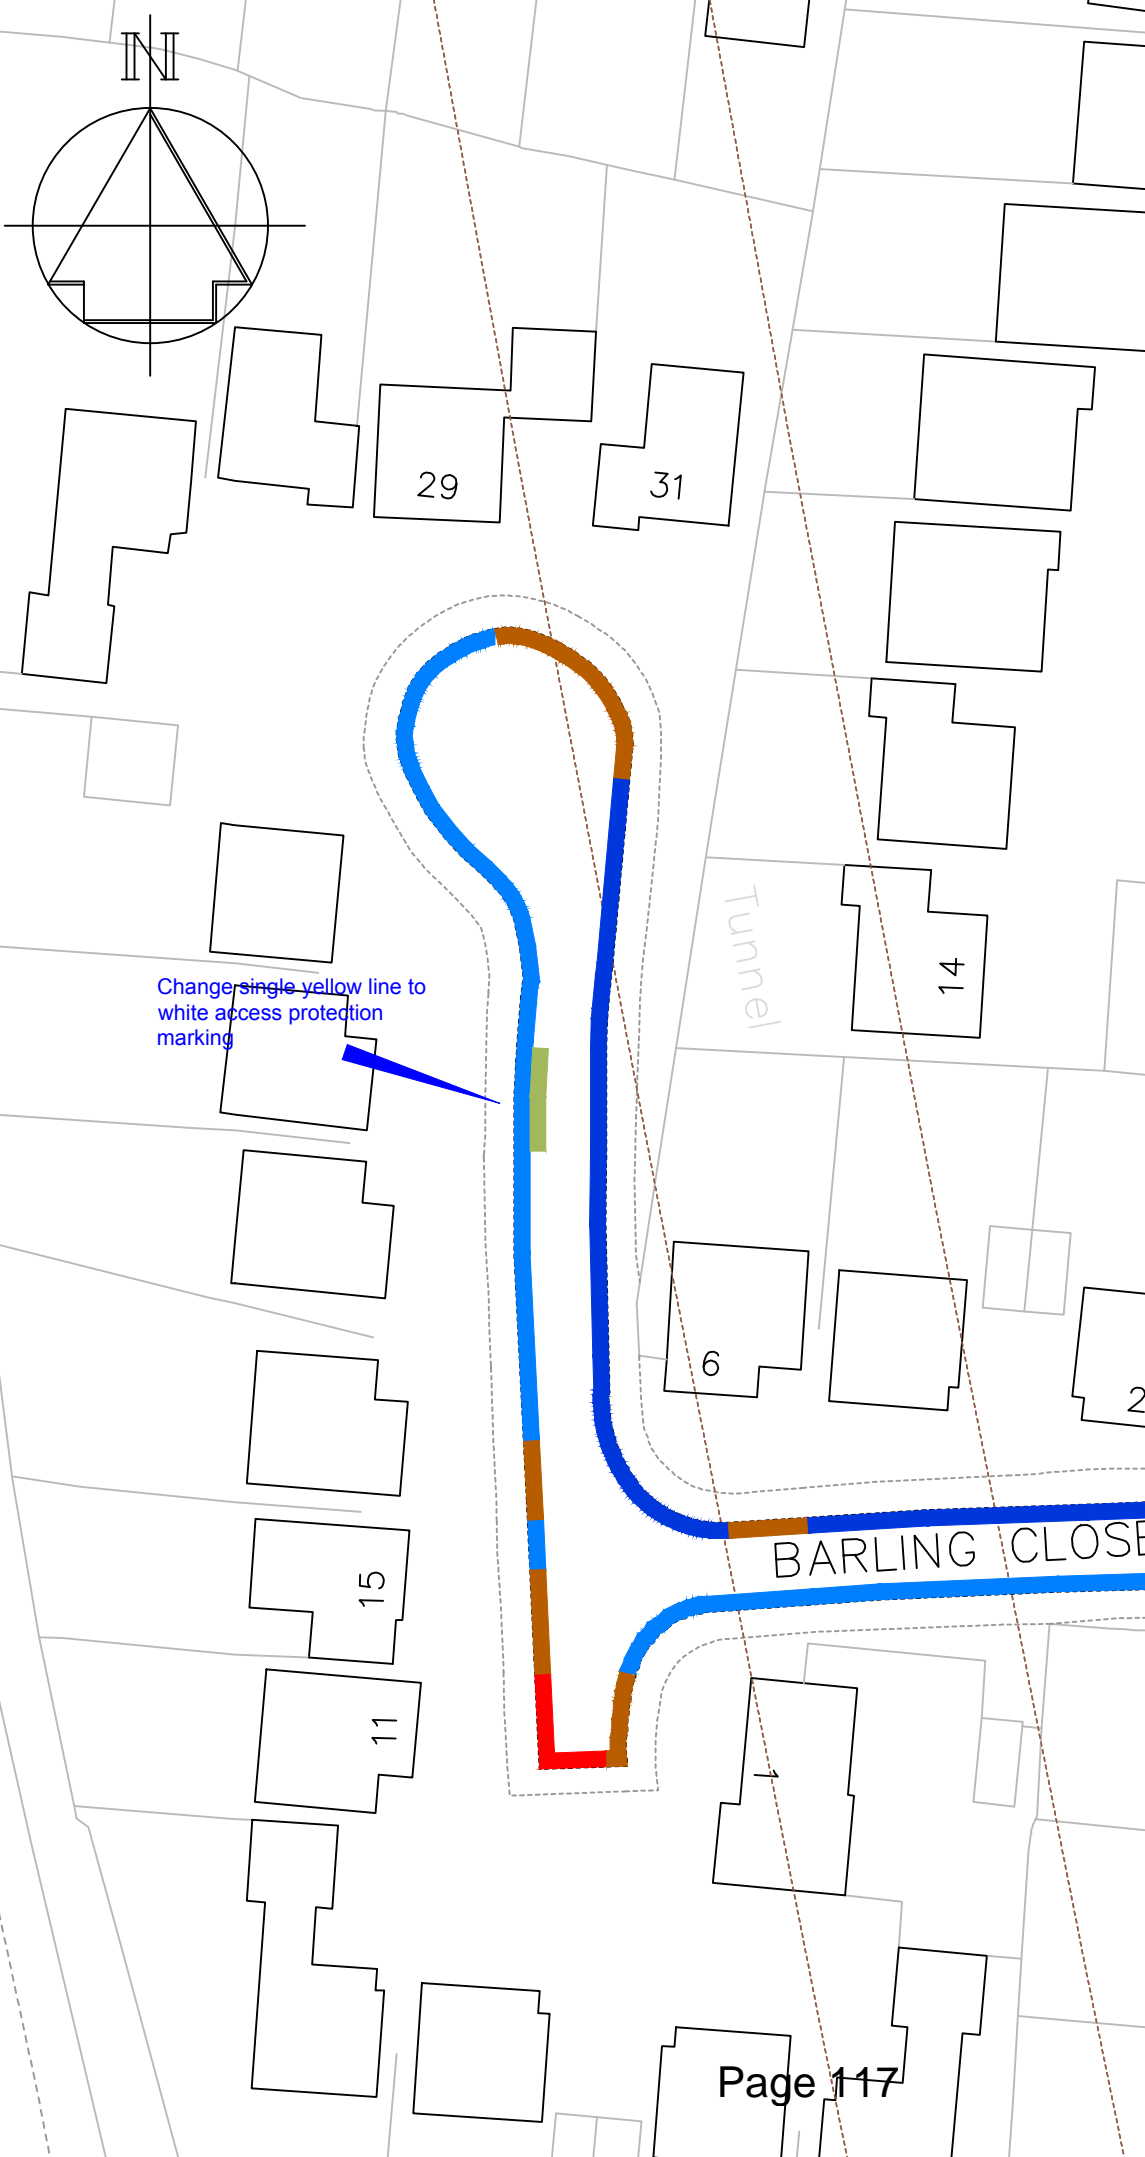 N
29
31
Tunnel
14
Change single yellow line to
white access protection
marking
6
2
BARLING CLOSE
15
11
1
Page 117